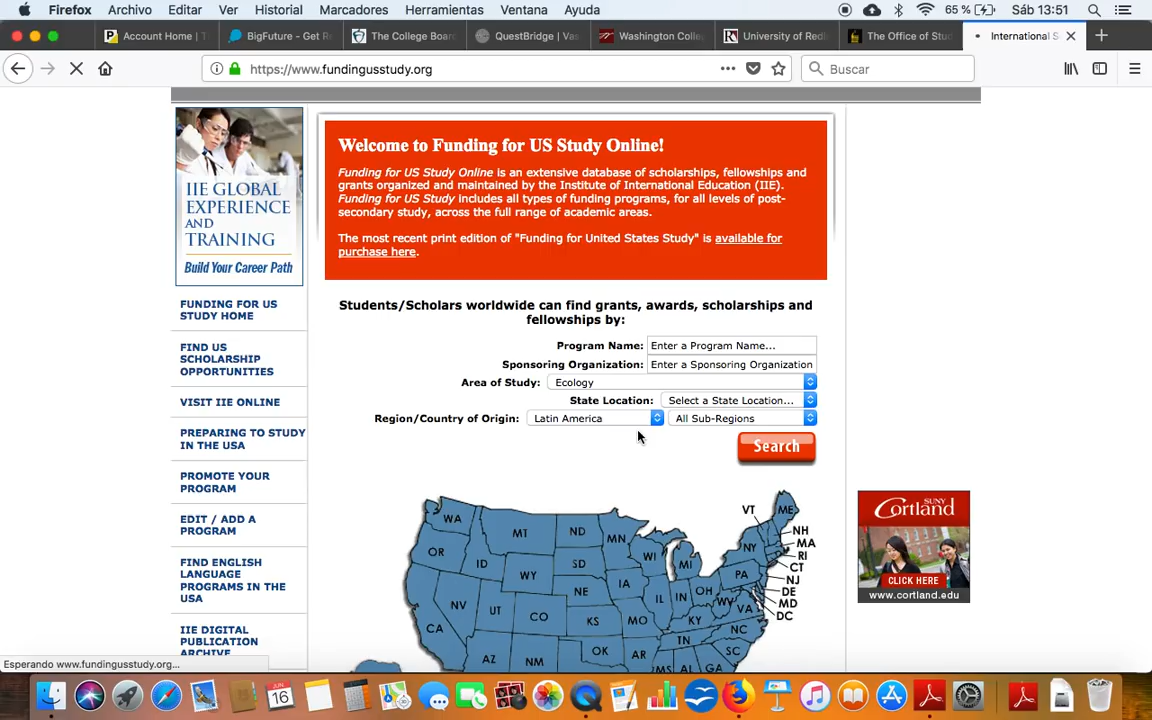 Firefox Archivo Editar Ver Historial Marcadores Herramientas Ventana Ayuda 65 % Sáb 13:51
Account Home | T BigFuture - Get R The College Boar QuestBridge | Vas Washington Colle University of Redl The Office of Stud International S
https://www.fundingusstudy.org Buscar
IIE GLOBAL
EXPERIENCE
AND
TRAINING
Build Your Career Path
FUNDING FOR US
STUDY HOME
FIND US
SCHOLARSHIP
OPPORTUNITIES
VISIT IIE ONLINE
PREPARING TO STUDY
IN THE USA
PROMOTE YOUR
PROGRAM
EDIT / ADD A
PROGRAM
FIND ENGLISH
LANGUAGE
PROGRAMS IN THE
USA
IIE DIGITAL
PUBLICATION
ARCHIVE
Welcome to Funding for US Study Online!
Funding for US Study Online is an extensive database of scholarships, fellowships and
grants organized and maintained by the Institute of International Education (IIE).
Funding for US Study includes all types of funding programs, for all levels of post-
secondary study, across the full range of academic areas.
The most recent print edition of "Funding for United States Study" is available for
purchase here.
Students/Scholars worldwide can find grants, awards, scholarships and
fellowships by:
Program Name: Enter a Program Name...
Sponsoring Organization: Enter a Sponsoring Organization
Area of Study: Ecology
State Location: Select a State Location...
Region/Country of Origin: Latin America All Sub-Regions
Search
WA MT ND MN VT ME
NH
OR ID SD WI MI NY MA
RI
WY IA PA CT
NV UT NE IL IN OH NJ
DE
CA CO KS MO KY WV VA MD
DC
TN NC
AZ NM OK AR SC
MS AL GA
SUNY
Cortland
CLICK HERE
www.cortland.edu
Esperando www.fundingusstudy.org...
JUN
16